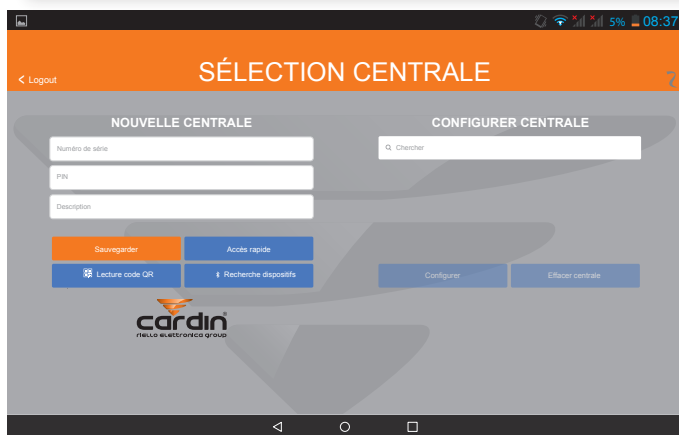 5% 08:37
Logout
SÉLECTION CENTRALE
NOUVELLE CENTRALE
Numéro de série
PIN
Description
Sauvegarder
Accès rapide
Lecture code QR
Recherche dispositifs
cardin
riello elettronica group
CONFIGURER CENTRALE
Chercher
Configurer
Effacer centrale